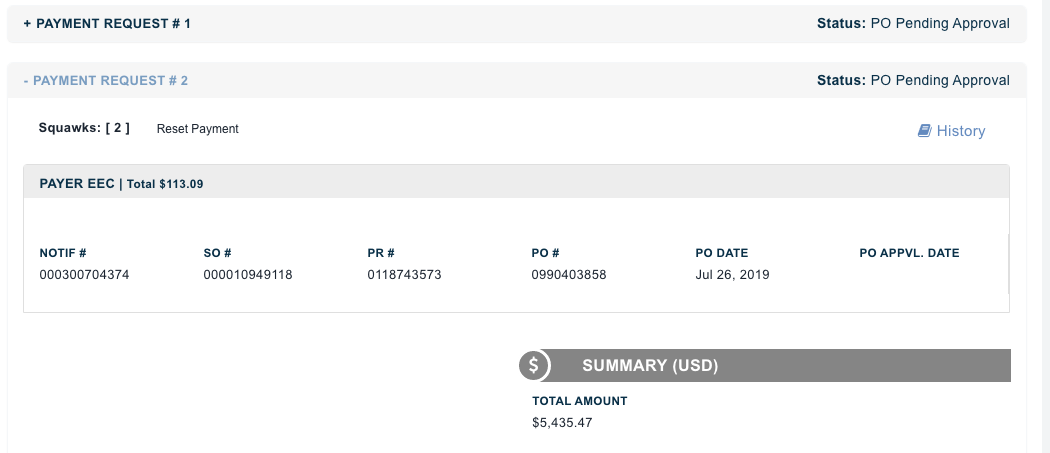 + PAYMENT REQUEST # 1 Status: PO Pending Approval
- PAYMENT REQUEST # 2 Status: PO Pending Approval
Squawks: [ 2 ] Reset Payment History
PAYER EEC | Total $113.09
NOTIF # SO # PR # PO # PO DATE PO APPVL. DATE
000300704374 000010949118 0118743573 0990403858 Jul 26, 2019
$ SUMMARY (USD)
TOTAL AMOUNT
$5,435.47